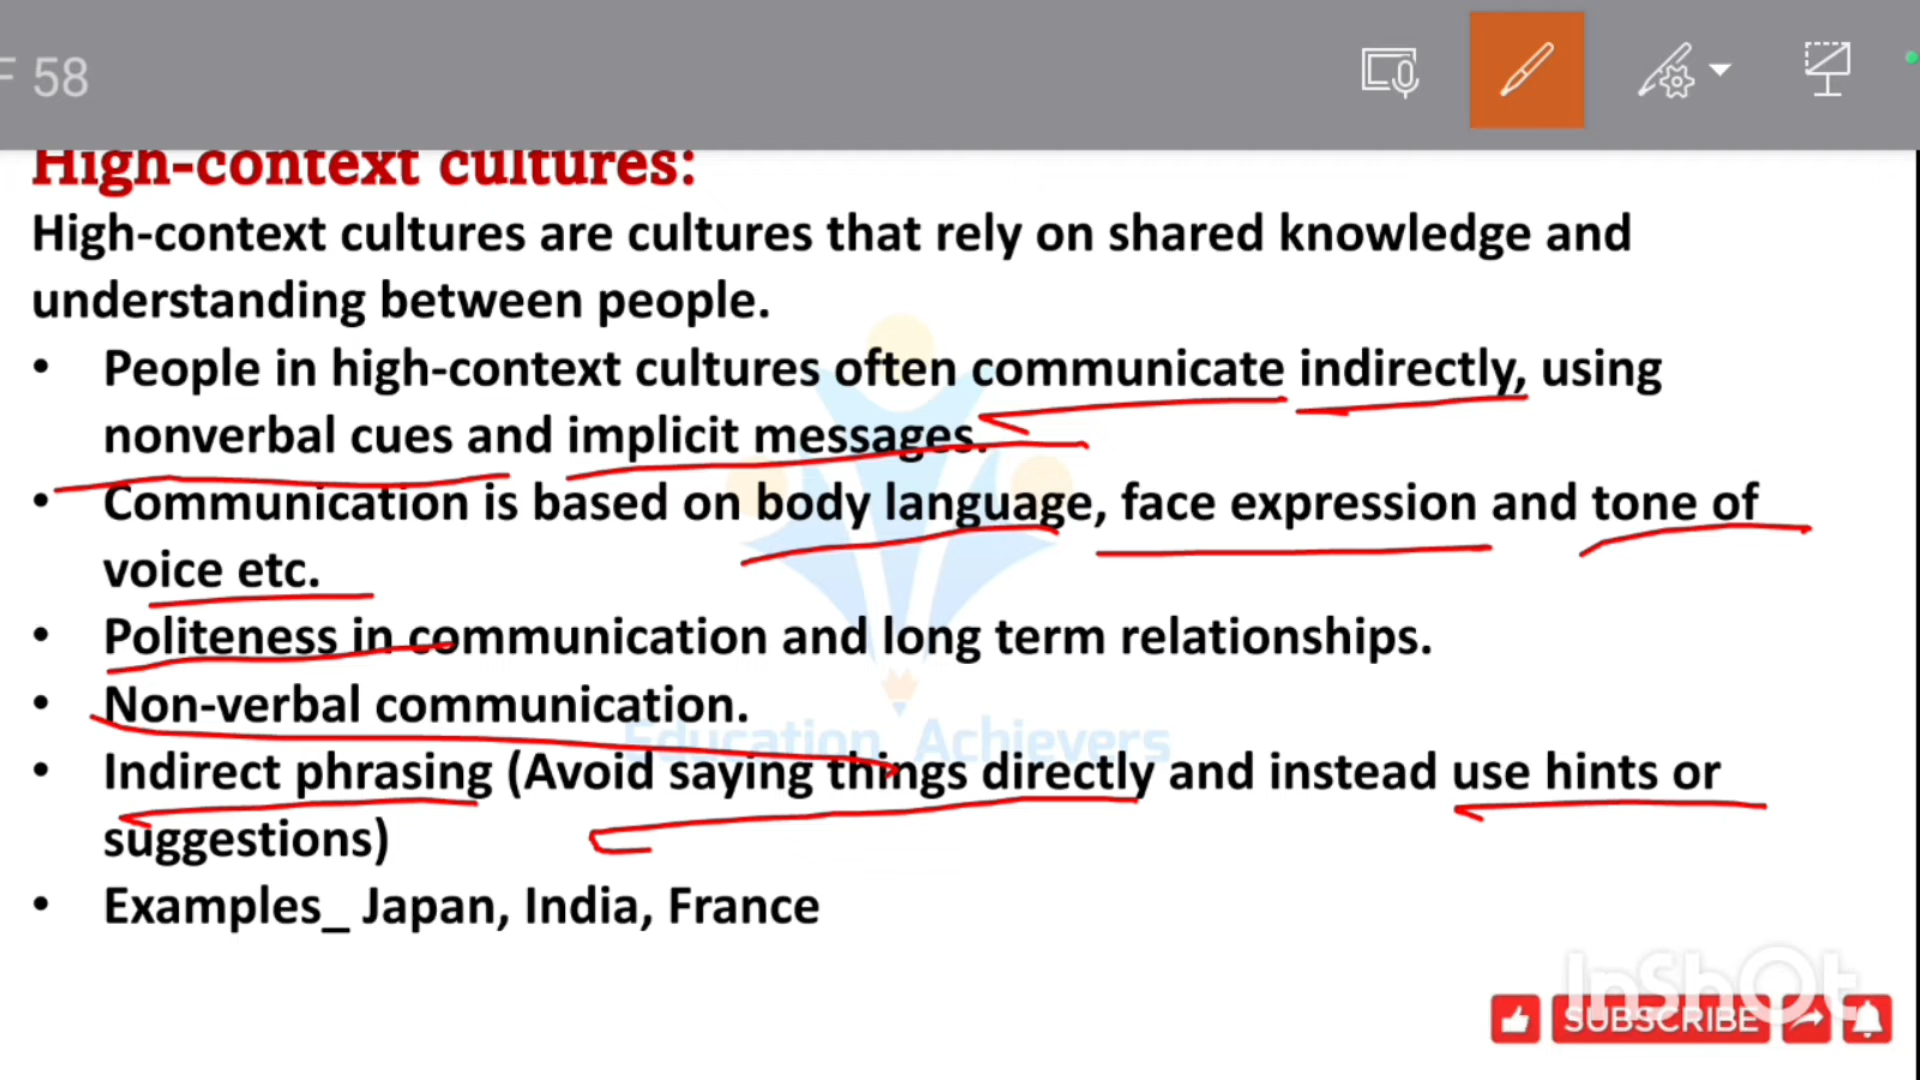 F 58
High-context cultures:
High-context cultures are cultures that rely on shared knowledge and
understanding between people.
• People in high-context cultures often communicate indirectly, using
nonverbal cues and implicit messages.
• Communication is based on body language, face expression and tone of
voice etc.
• Politeness in communication and long term relationships.
• Non-verbal communication.
Education Achievers
• Indirect phrasing (Avoid saying things directly and instead use hints or
suggestions)
• Examples_ Japan, India, France
InShOt
SUBSCRIBE